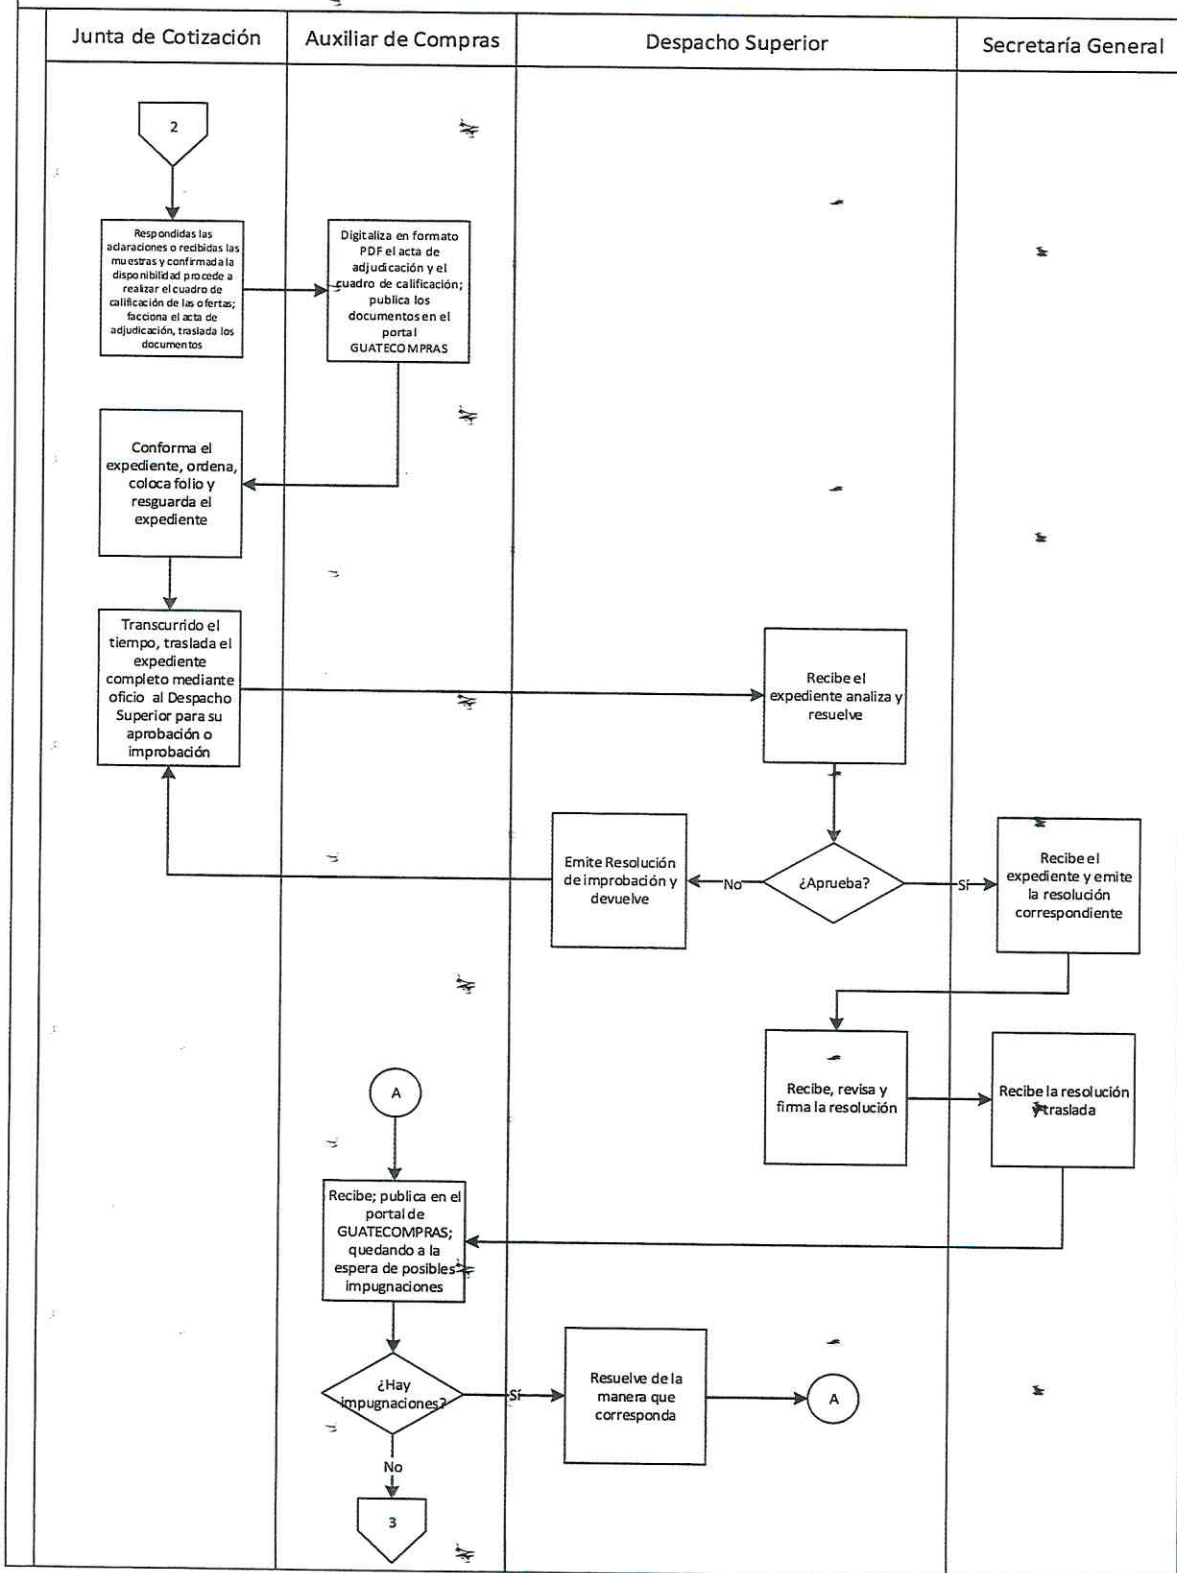 Junta de Cotización
Auxiliar de Compras
Despacho Superior
Secretaría General
2
Respondidas las
aclaraciones o recibidas las
muestras y confirmada la
disponibilidad procede a
realizar el cuadro de
calificación de las ofertas;
facciona el acta de
adjudicación, traslada los
documentos
Digitaliza en formato
PDF el acta de
adjudicación y el
cuadro de calificación;
publica los
documentos en el
portal
GUATECOMPRAS
Conforma el
expediente, ordena,
coloca folio y
resguarda el
expediente
Transcurrido el
tiempo, traslada el
expediente
completo mediante
oficio al Despacho
Superior para su
aprobación o
improbación
Recibe el
expediente analiza y
resuelve
¿Aprueba?
No
Sí
Emite Resolución
de improbación y
devuelve
Recibe el
expediente y emite
la resolución
correspondiente
Recibe, revisa y
firma la resolución
Recibe la resolución
y traslada
A
Recibe; publica en el
portal de
GUATECOMPRAS;
quedando a la
espera de posibles
impugnaciones
¿Hay
impugnaciones?
Sí
Resuelve de la
manera que
corresponda
A
No
3